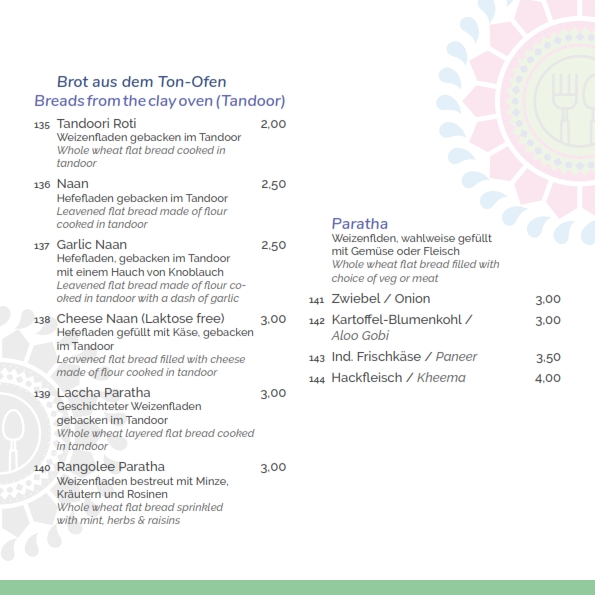 Brot aus dem Ton-Ofen
Breads from the clay oven (Tandoor)
135 Tandoori Roti 2,00
Weizenfladen gebacken im Tandoor
Whole wheat flat bread cooked in
tandoor
136 Naan 2,50
Hefefladen gebacken im Tandoor
Leavened flat bread made of flour
cooked in tandoor
137 Garlic Naan 2,50
Hefefladen, gebacken im Tandoor
mit einem Hauch von Knoblauch
Leavened flat bread made of flour co-
oked in tandoor with a dash of garlic
138 Cheese Naan (Laktose free) 3,00
Hefefladen gefüllt mit Käse, gebacken
im Tandoor
Leavened flat bread filled with cheese
made of flour cooked in tandoor
139 Laccha Paratha 3,00
Geschichteter Weizenfladen
gebacken im Tandoor
Whole wheat layered flat bread cooked
in tandoor
140 Rangolee Paratha 3,00
Weizenfladen bestreut mit Minze,
Kräutern und Rosinen
Whole wheat flat bread sprinkled
with mint, herbs & raisins
Paratha
Weizenflden, wahlweise gefüllt
mit Gemüse oder Fleisch
Whole wheat flat bread filled with
choice of veg or meat
141 Zwiebel / Onion 3,00
142 Kartoffel-Blumenkohl / 3,00
Aloo Gobi
143 Ind. Frischkäse / Paneer 3,50
144 Hackfleisch / Kheema 4,00